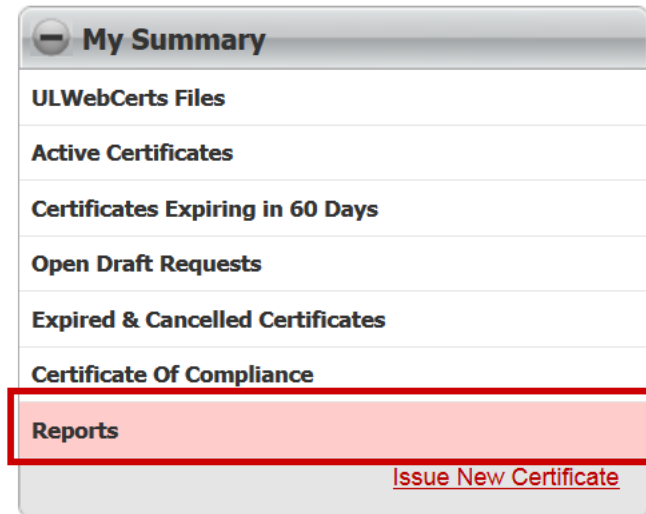 My Summary
ULWebCerts Files
Active Certificates
Certificates Expiring in 60 Days
Open Draft Requests
Expired & Cancelled Certificates
Certificate Of Compliance
Reports
Issue New Certificate